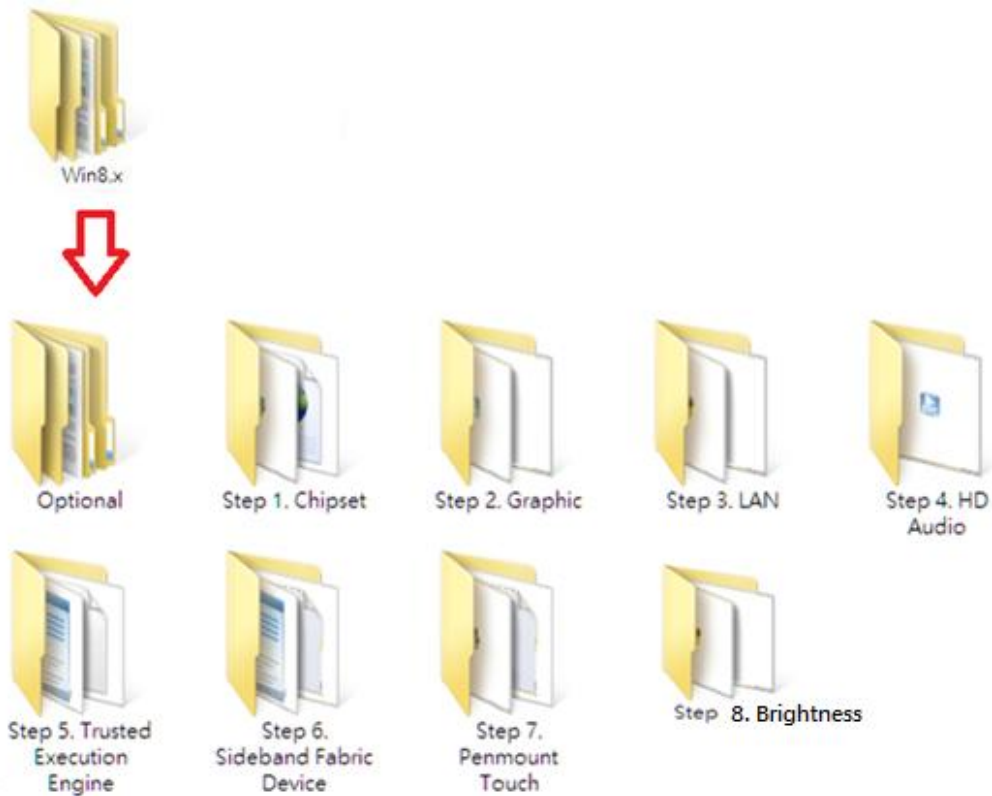 Win8.x
Optional
Step 1. Chipset
Step 2. Graphic
Step 3. LAN
Step 4. HD
Audio
Step 5. Trusted
Execution
Engine
Step 6.
Sideband Fabric
Device
Step 7.
Penmount
Touch
Step 8. Brightness